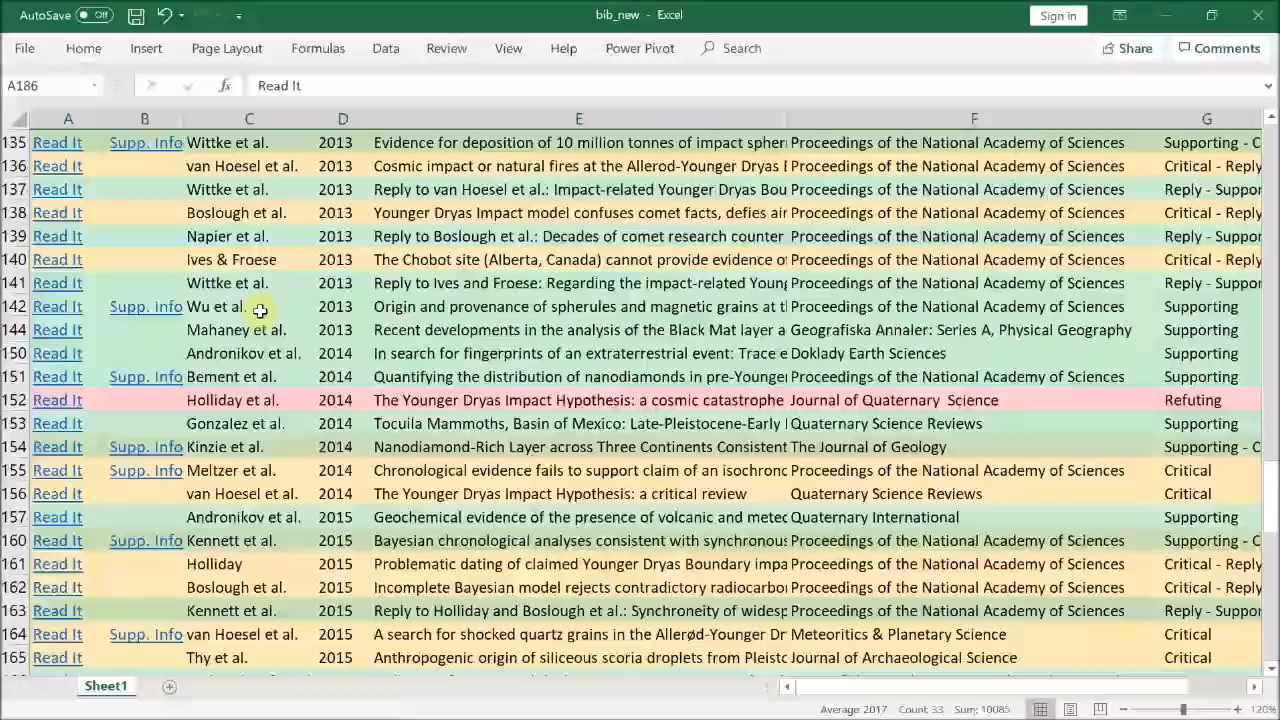 AutoSave Off bib_new - Excel Sign in
File Home Insert Page Layout Formulas Data Review View Help Power Pivot Search Share Comments
A186 fx Read It
A B C D E F G
135 Read It Supp. Info Wittke et al. 2013 Evidence for deposition of 10 million tonnes of impact spher Proceedings of the National Academy of Sciences Supporting - C
136 Read It van Hoesel et al. 2013 Cosmic impact or natural fires at the Allerod-Younger Dryas Proceedings of the National Academy of Sciences Critical - Reply
137 Read It Wittke et al. 2013 Reply to van Hoesel et al.: Impact-related Younger Dryas Bou Proceedings of the National Academy of Sciences Reply - Suppor
138 Read It Boslough et al. 2013 Younger Dryas Impact model confuses comet facts, defies air Proceedings of the National Academy of Sciences Critical - Reply
139 Read It Napier et al. 2013 Reply to Boslough et al.: Decades of comet research counter Proceedings of the National Academy of Sciences Reply - Suppor
140 Read It Ives & Froese 2013 The Chobot site (Alberta, Canada) cannot provide evidence o Proceedings of the National Academy of Sciences Critical - Reply
141 Read It Wittke et al. 2013 Reply to Ives and Froese: Regarding the impact-related Young Proceedings of the National Academy of Sciences Reply - Suppor
142 Read It Supp. Info Wu et al. 2013 Origin and provenance of spherules and magnetic grains at t Proceedings of the National Academy of Sciences Supporting
144 Read It Mahaney et al. 2013 Recent developments in the analysis of the Black Mat layer a Geografiska Annaler: Series A, Physical Geography Supporting
150 Read It Andronikov et al. 2014 In search for fingerprints of an extraterrestrial event: Trace e Doklady Earth Sciences Supporting
151 Read It Supp. Info Bement et al. 2014 Quantifying the distribution of nanodiamonds in pre-Younger Proceedings of the National Academy of Sciences Supporting
152 Read It Holliday et al. 2014 The Younger Dryas Impact Hypothesis: a cosmic catastrophe Journal of Quaternary Science Refuting
153 Read It Gonzalez et al. 2014 Tocuila Mammoths, Basin of Mexico: Late-Pleistocene-Early Quaternary Science Reviews Supporting
154 Read It Supp. Info Kinzie et al. 2014 Nanodiamond-Rich Layer across Three Continents Consistent The Journal of Geology Supporting - C
155 Read It Supp. Info Meltzer et al. 2014 Chronological evidence fails to support claim of an isochronc Proceedings of the National Academy of Sciences Critical
156 Read It van Hoesel et al. 2014 The Younger Dryas Impact Hypothesis: a critical review Quaternary Science Reviews Critical
157 Read It Andronikov et al. 2015 Geochemical evidence of the presence of volcanic and metec Quaternary International Supporting
160 Read It Supp. Info Kennett et al. 2015 Bayesian chronological analyses consistent with synchronous Proceedings of the National Academy of Sciences Supporting - C
161 Read It Holliday 2015 Problematic dating of claimed Younger Dryas Boundary impa Proceedings of the National Academy of Sciences Critical - Reply
162 Read It Boslough et al. 2015 Incomplete Bayesian model rejects contradictory radiocarbo Proceedings of the National Academy of Sciences Critical - Reply
163 Read It Kennett et al. 2015 Reply to Holliday and Boslough et al.: Synchroneity of widesp Proceedings of the National Academy of Sciences Reply - Suppor
164 Read It Supp. Info van Hoesel et al. 2015 A search for shocked quartz grains in the Allerød-Younger Dr Meteoritics & Planetary Science Critical
165 Read It Thy et al. 2015 Anthropogenic origin of siliceous scoria droplets from Pleistc Journal of Archaeological Science Critical
Sheet1
Average: 2017 Count: 33 Sum: 10085 120%